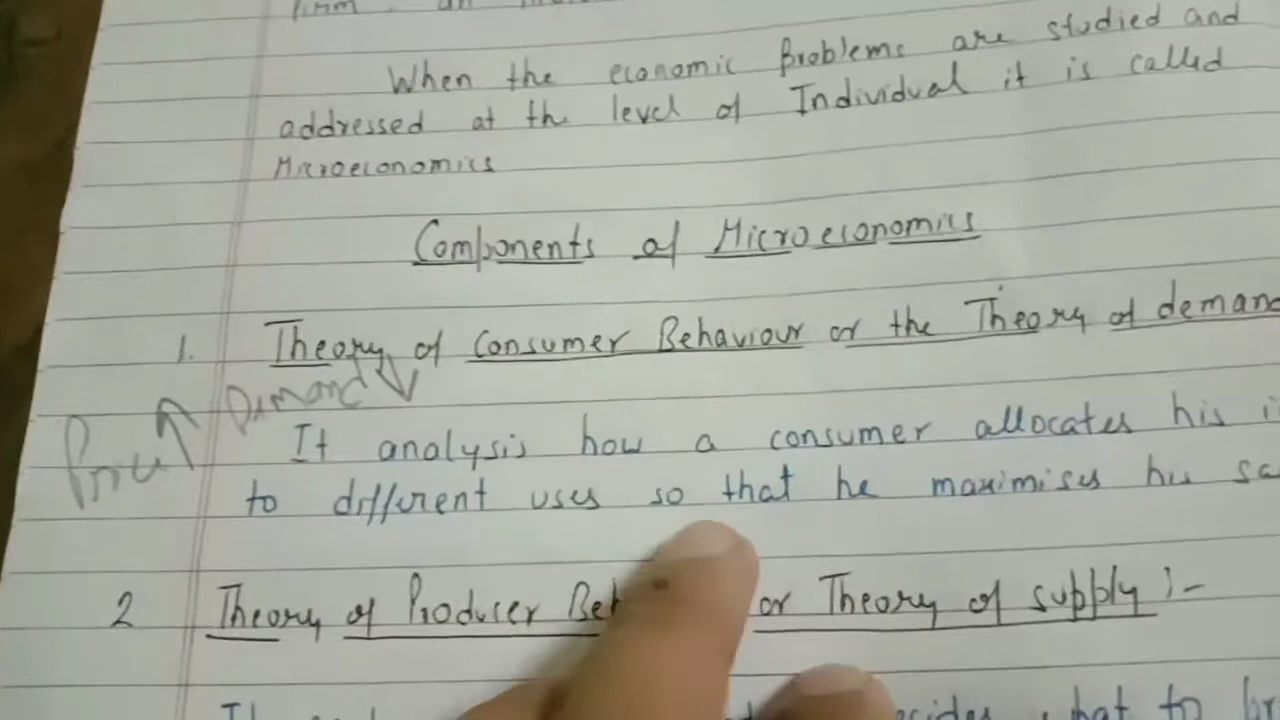 When the economic Problems are studied and
addressed at the level of Individual it is called
Microeconomics
Components of Microeconomics
1. Theory of Consumer Behaviour or the Theory of demand
Price ↑ Demand ↓
It analysis how a consumer allocates his
to different uses so that he maximises his
2 Theory of Producer or Theory of supply :-
to